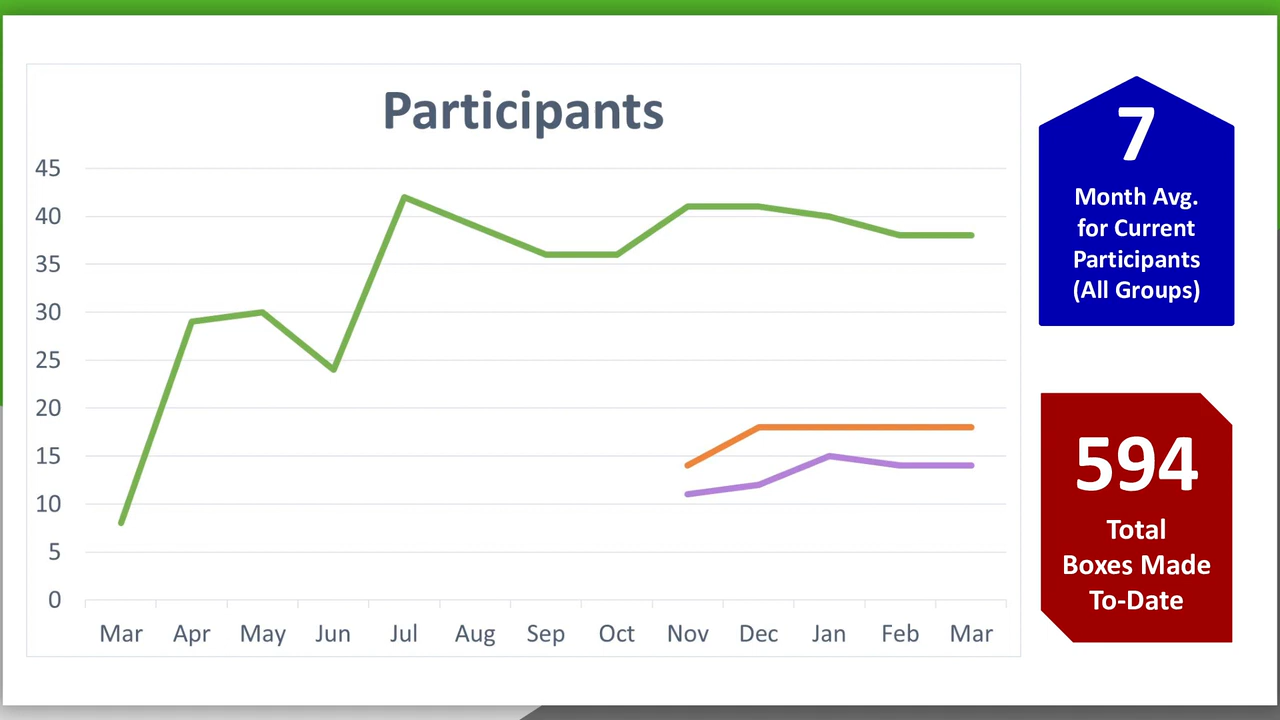 Participants
45
40
35
30
25
20
15
10
5
0
Mar Apr May Jun Jul Aug Sep Oct Nov Dec Jan Feb Mar
7
Month Avg.
for Current
Participants
(All Groups)
594
Total
Boxes Made
To-Date